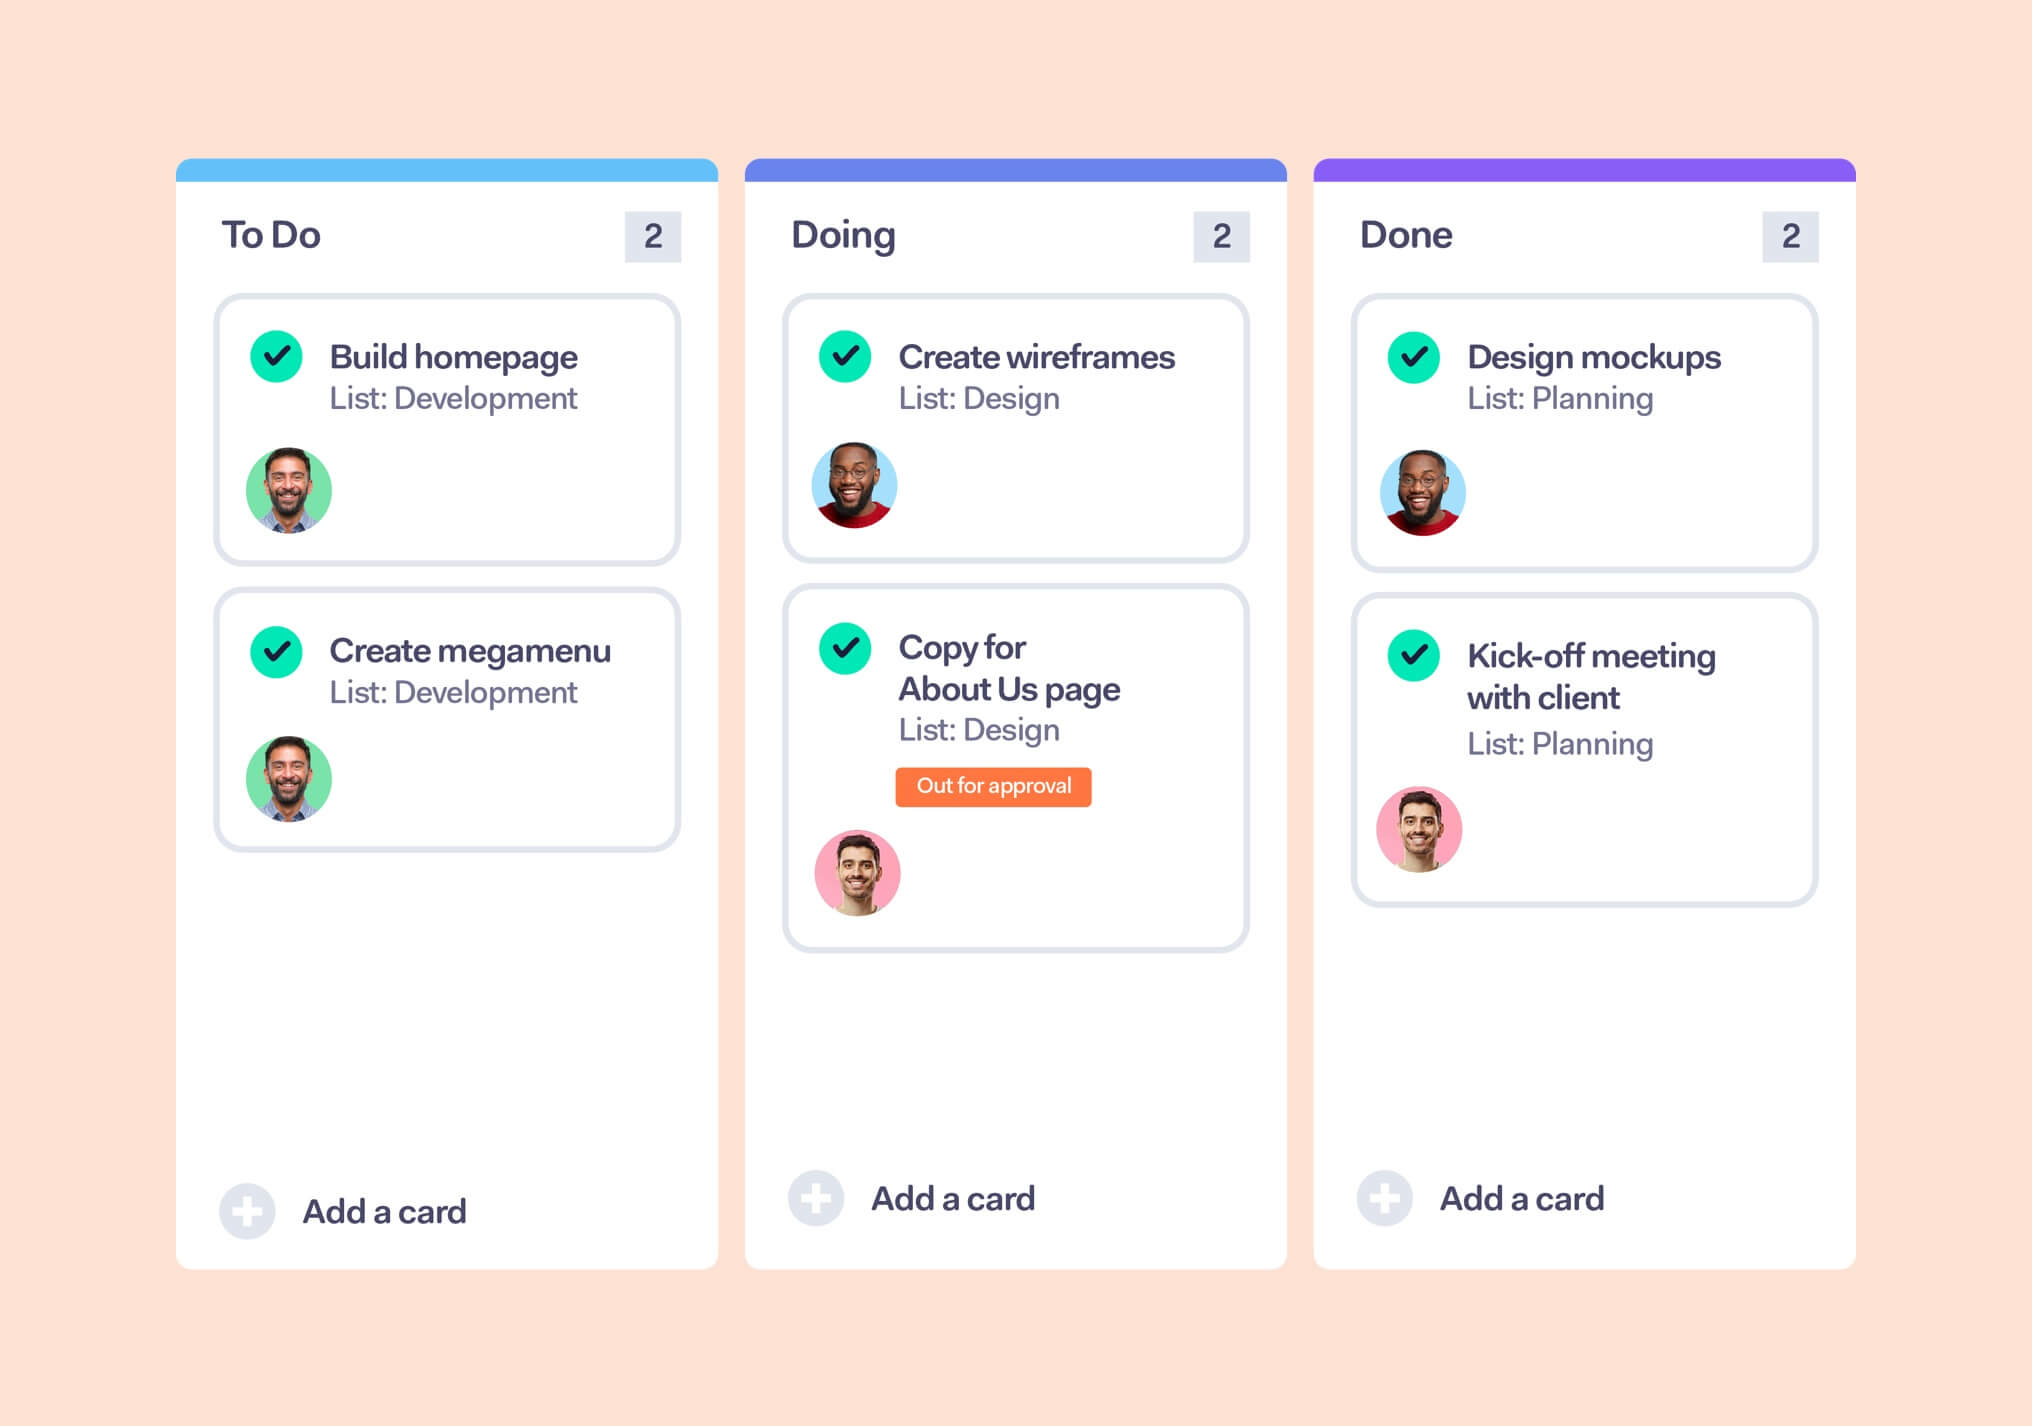 To Do
2
Build homepage
List: Development
Create megamenu
List: Development
Add a card
Doing
2
Create wireframes
List: Design
Copy for
About Us page
List: Design
Out for approval
Add a card
Done
2
Design mockups
List: Planning
Kick-off meeting
with client
List: Planning
Add a card